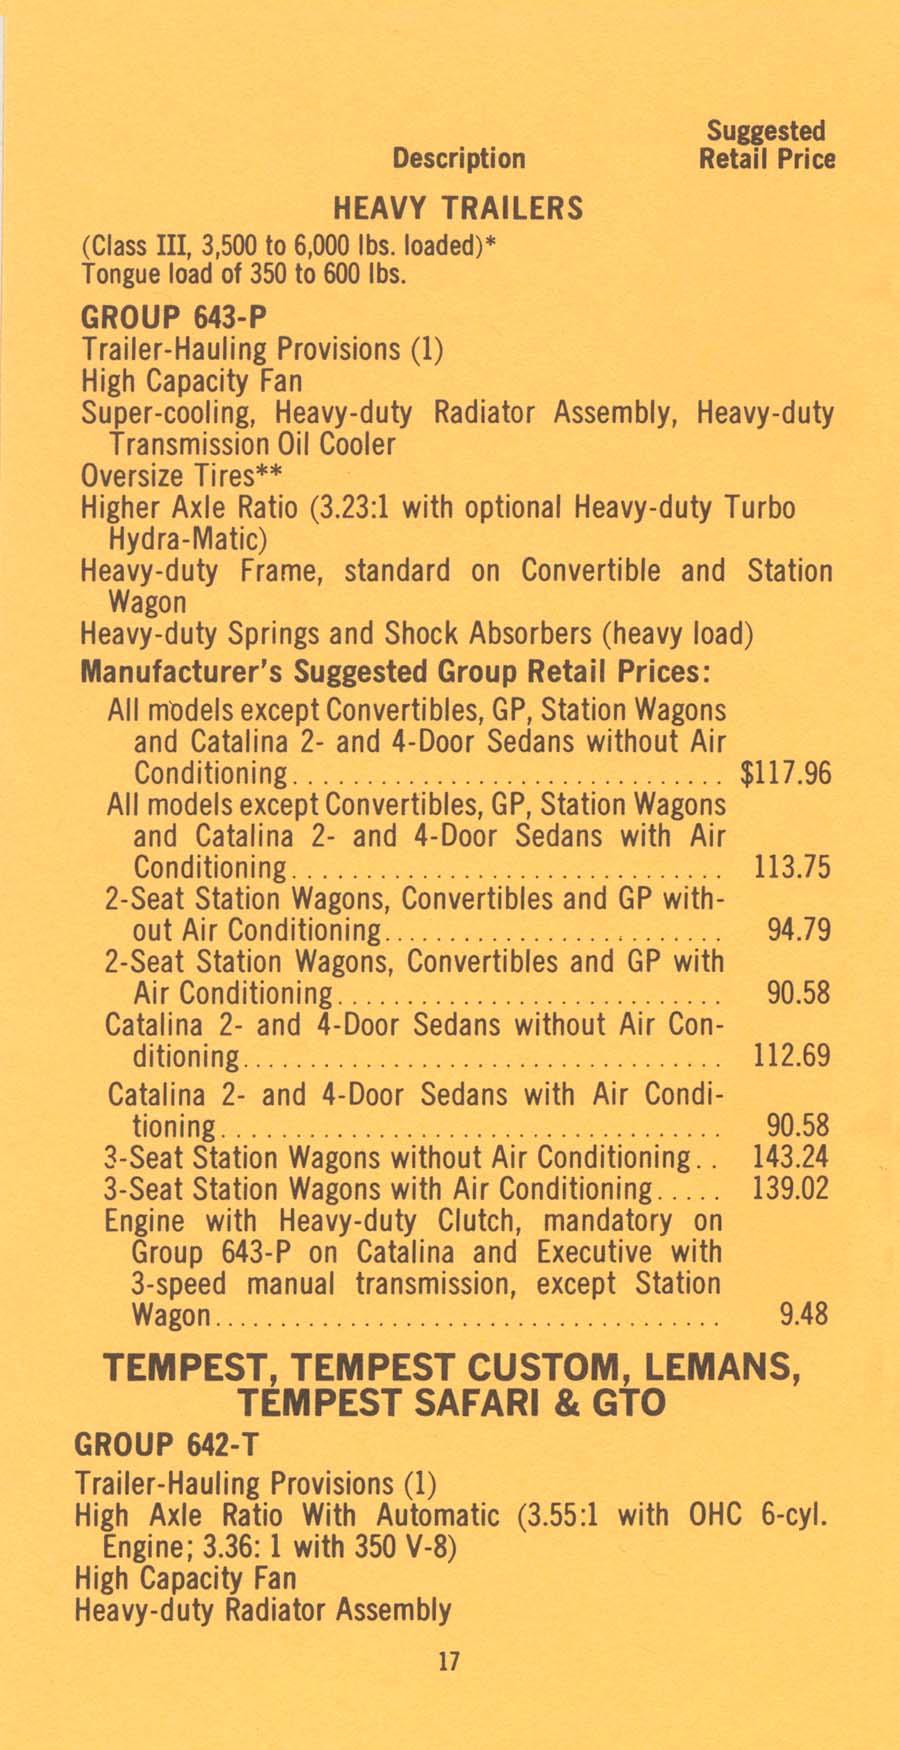 Suggested
Description Retail Price
HEAVY TRAILERS
(Class III, 3,500 to 6,000 lbs. loaded)*
Tongue load of 350 to 600 lbs.
GROUP 643-P
Trailer-Hauling Provisions (1)
High Capacity Fan
Super-cooling, Heavy-duty Radiator Assembly, Heavy-duty
Transmission Oil Cooler
Oversize Tires**
Higher Axle Ratio (3.23:1 with optional Heavy-duty Turbo
Hydra-Matic)
Heavy-duty Frame, standard on Convertible and Station
Wagon
Heavy-duty Springs and Shock Absorbers (heavy load)
Manufacturer's Suggested Group Retail Prices:
All models except Convertibles, GP, Station Wagons
and Catalina 2- and 4-Door Sedans without Air
Conditioning............................. $117.96
All models except Convertibles, GP, Station Wagons
and Catalina 2- and 4-Door Sedans with Air
Conditioning............................. 113.75
2-Seat Station Wagons, Convertibles and GP with-
out Air Conditioning....................... 94.79
2-Seat Station Wagons, Convertibles and GP with
Air Conditioning.......................... 90.58
Catalina 2- and 4-Door Sedans without Air Con-
ditioning................................ 112.69
Catalina 2- and 4-Door Sedans with Air Condi-
tioning.................................. 90.58
3-Seat Station Wagons without Air Conditioning.. 143.24
3-Seat Station Wagons with Air Conditioning..... 139.02
Engine with Heavy-duty Clutch, mandatory on
Group 643-P on Catalina and Executive with
3-speed manual transmission, except Station
Wagon.................................. 9.48
TEMPEST, TEMPEST CUSTOM, LEMANS,
TEMPEST SAFARI & GTO
GROUP 642-T
Trailer-Hauling Provisions (1)
High Axle Ratio With Automatic (3.55:1 with OHC 6-cyl.
Engine; 3.36: 1 with 350 V-8)
High Capacity Fan
Heavy-duty Radiator Assembly
17